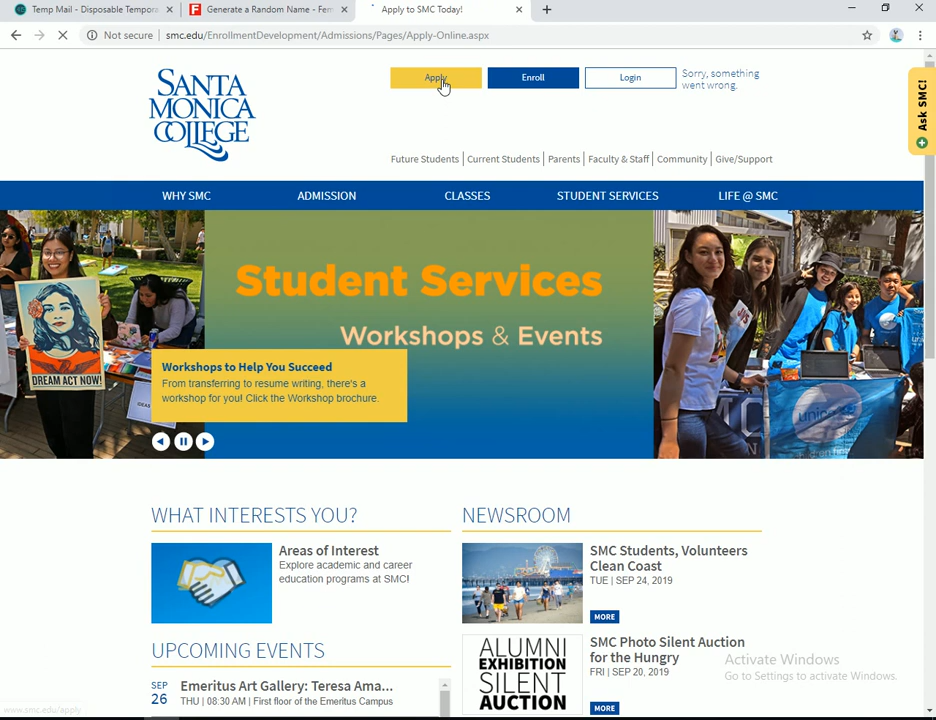 Temp Mail - Disposable Tempora
Generate a Random Name - Fem
Apply to SMC Today!
Not secure
smc.edu/EnrollmentDevelopment/Admissions/Pages/Apply-Online.aspx
SANTA
MONICA
COLLEGE
Apply
Enroll
Login
Sorry, something
went wrong.
Ask SMC!
Future Students
Current Students
Parents
Faculty & Staff
Community
Give/Support
WHY SMC
ADMISSION
CLASSES
STUDENT SERVICES
LIFE @ SMC
Student Services
Workshops & Events
DREAM ACT NOW!
Workshops to Help You Succeed
From transferring to resume writing, there's a
workshop for you! Click the Workshop brochure.
WHAT INTERESTS YOU?
Areas of Interest
Explore academic and career
education programs at SMC!
UPCOMING EVENTS
SEP
26
Emeritus Art Gallery: Teresa Ama...
THU | 08:30 AM | First floor of the Emeritus Campus
NEWSROOM
SMC Students, Volunteers
Clean Coast
TUE | SEP 24, 2019
MORE
ALUMNI
EXHIBITION
SILENT
AUCTION
SMC Photo Silent Auction
for the Hungry
FRI | SEP 20, 2019
MORE
Activate Windows
Go to Settings to activate Windows.
www.smc.edu/apply